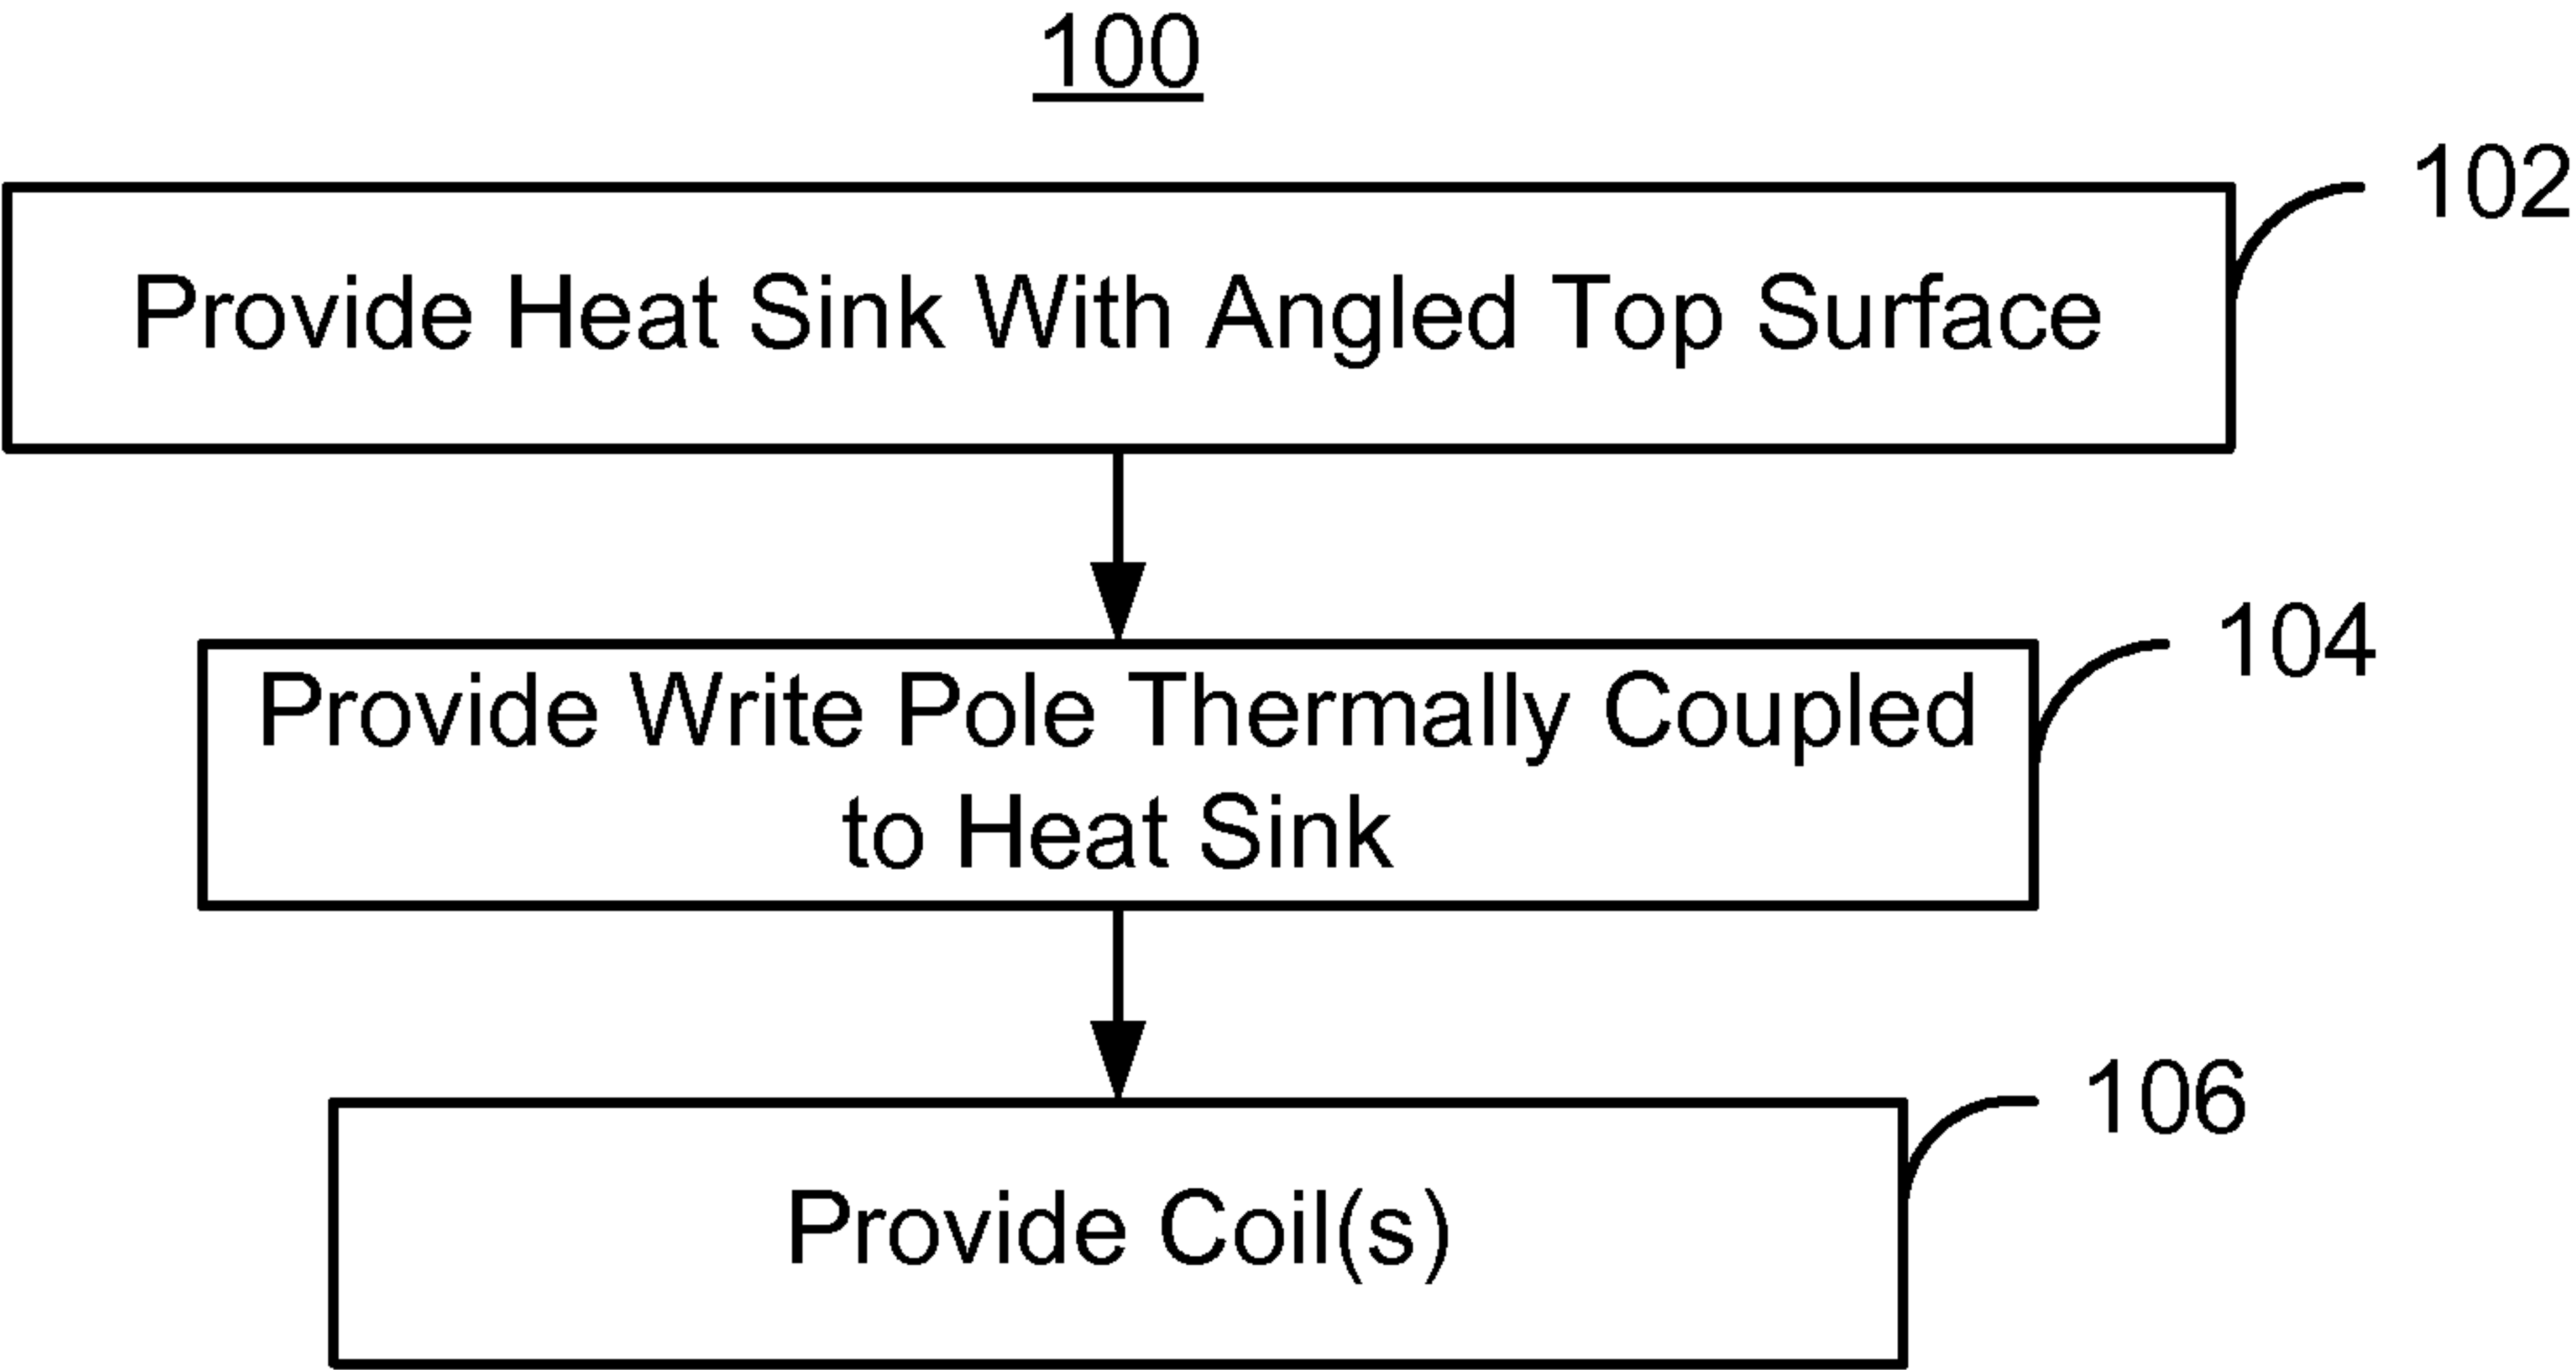 100
102
Provide Heat Sink With Angled Top Surface
104
Provide Write Pole Thermally Coupled
to Heat Sink
106
Provide Coil(s)